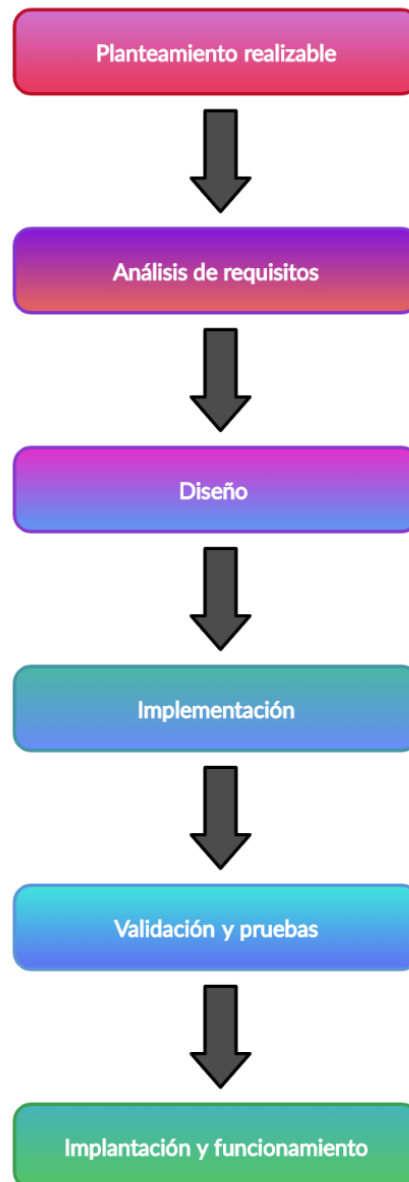 Planteamiento realizable
Análisis de requisitos
Diseño
Implementación
Validación y pruebas
Implantación y funcionamiento